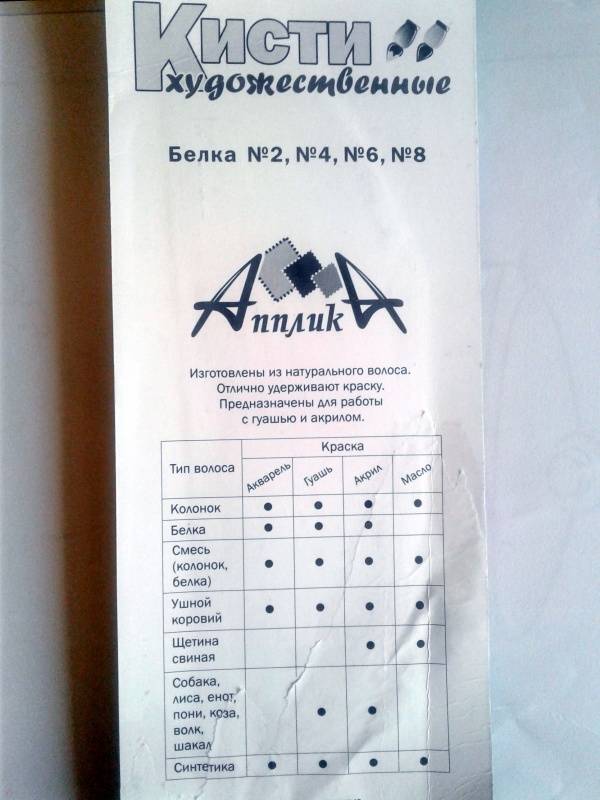 Кисти
художественные
Белка №2, №4, №6, №8
АппликА
Изготовлены из натурального волоса.
Отлично удерживают краску.
Предназначены для работы
с гуашью и акрилом.
Тип волоса
Краска
Акварель Гуашь Акрил Масло
Колонок • • • •
Белка • • •
Смесь
(колонок, • • • •
белка)
Ушной
коровий • • • •
Щетина
свиная • •
Собака,
лиса, енот,
пони, коза, • •
волк,
шакал
Синтетика • • • •